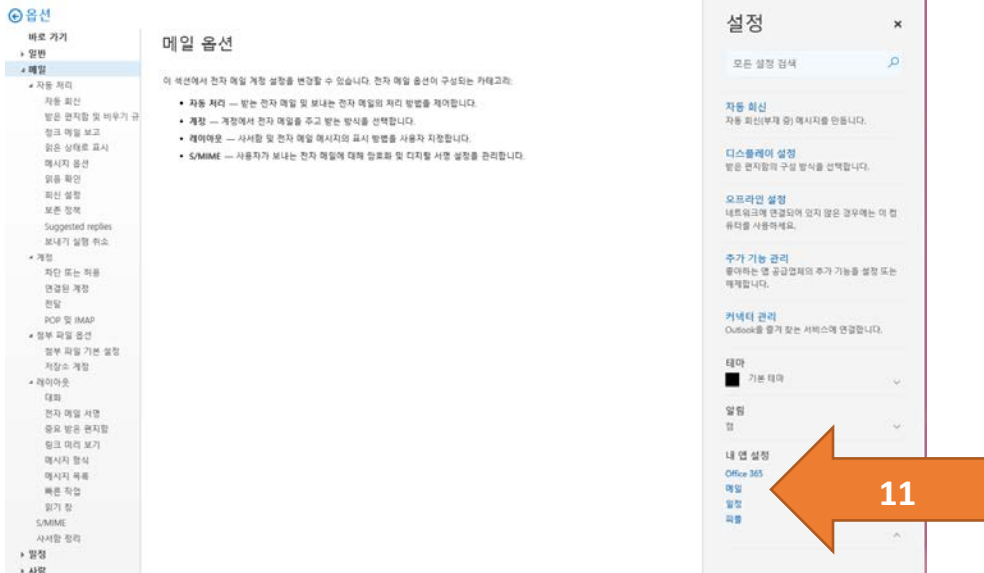 옵션
바로 가기
일반
메일
자동 처리
자동 회신
받은 편지함 및 비우기 규
정크 메일 보고
읽은 상태로 표시
메시지 옵션
읽음 확인
회신 설정
보존 정책
Suggested replies
보내기 실행 취소
계정
차단 또는 허용
연결된 계정
전달
POP 및 IMAP
첨부 파일 옵션
첨부 파일 기본 설정
저장소 계정
레이아웃
대화
전자 메일 서명
중요 받은 편지함
링크 미리 보기
메시지 형식
메시지 목록
빠른 작업
읽기 창
S/MIME
사서함 정리
일정
사람
메일 옵션
이 섹션에서 전자 메일 계정 설정을 변경할 수 있습니다. 전자 메일 옵션이 구성되는 카테고리:
• 자동 처리 — 받는 전자 메일 및 보내는 전자 메일의 처리 방법를 제어합니다.
• 계정 — 계정에서 전자 메일를 주고 받는 방식을 선택합니다.
• 레이아웃 — 사서함 및 전자 메일 메시지의 표시 방법를 사용자 지정합니다.
• S/MIME — 사용자가 보내는 전자 메일에 대해 암호화 및 디지털 서명 설정를 관리합니다.
설정
모든 설정 검색
자동 회신
자동 회신(부재 중) 메시지를 만듭니다.
디스플레이 설정
받은 편지함의 구성 방식을 선택합니다.
오프라인 설정
네트워크에 연결되어 있지 않은 경우에는 이 컴
퓨터를 사용하세요.
추가 기능 관리
좋아하는 앱 공급업체의 추가 기능을 설정 또는
해제합니다.
커넥터 관리
Outlook을 즐겨 찾는 서비스에 연결합니다.
테마
기본 테마
알림
켬
내 앱 설정
Office 365
메일
일정
피플
11